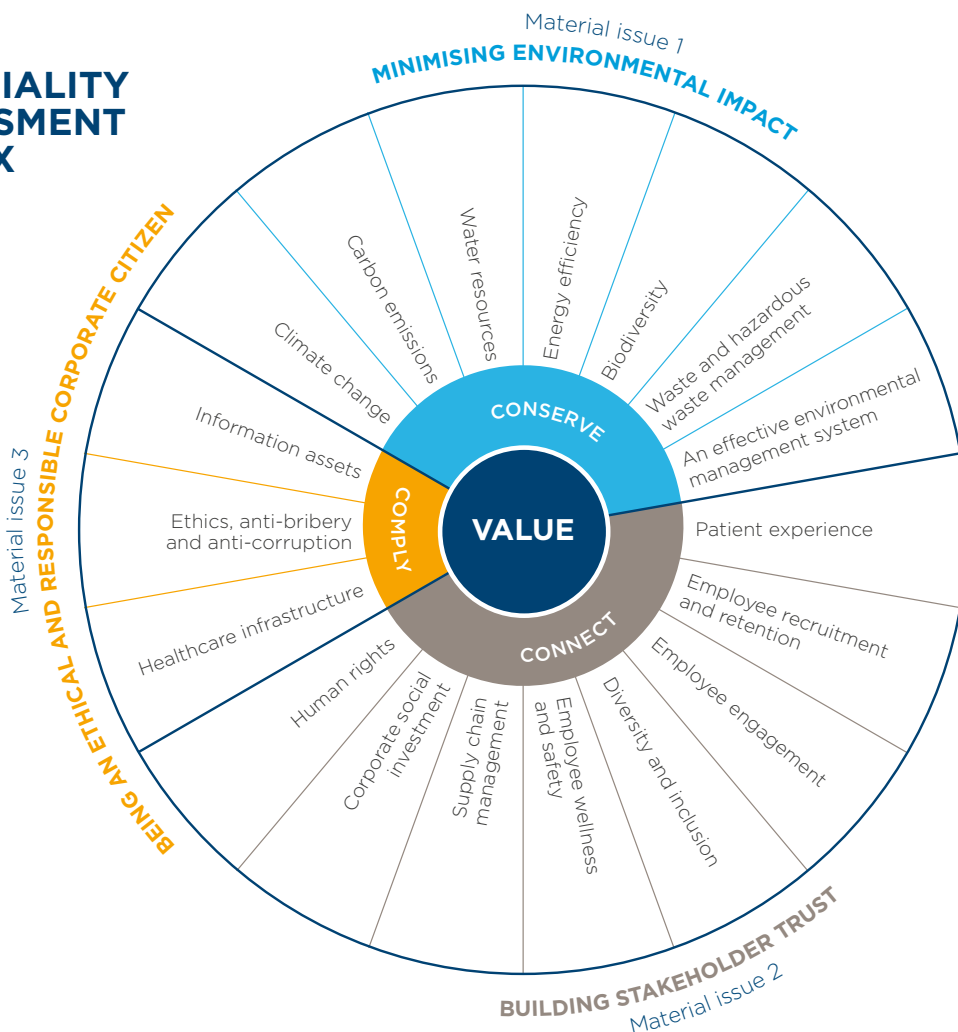 IALITY
SMENT
X
Material issue 1
MINIMISING ENVIRONMENTAL IMPACT
Climate change
Carbon emissions
Water resources
Energy efficiency
Biodiversity
Waste and hazardous
waste management
An effective environmental
management system
CONSERVE
VALUE
Patient experience
Employee recruitment
and retention
Employee engagement
Diversity and inclusion
Employee wellness
and safety
Supply chain
management
Corporate social
investment
Human rights
CONNECT
BUILDING STAKEHOLDER TRUST
Material issue 2
Healthcare infrastructure
Ethics, anti-bribery
and anti-corruption
Information assets
COMPLY
BEING AN ETHICAL AND RESPONSIBLE CORPORATE CITIZEN
Material issue 3